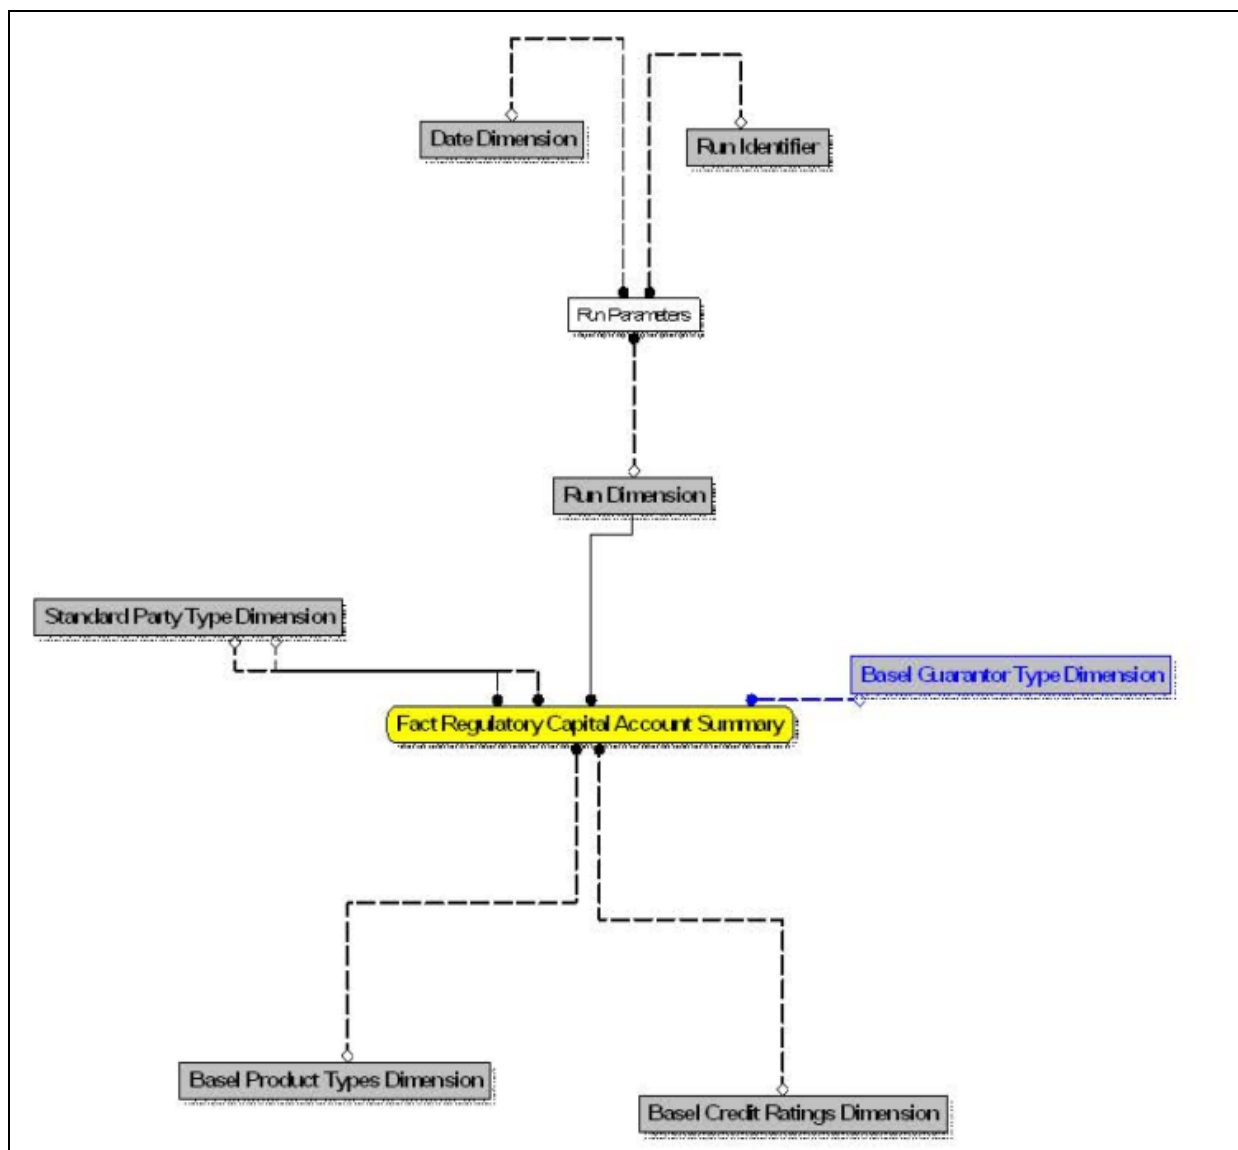 Date Dimension
Run Identifier
Run Parameters
Run Dimension
Standard Party Type Dimension
Basel Guarantor Type Dimension
Fact Regulatory Capital Account Summary
Basel Product Types Dimension
Basel Credit Ratings Dimension